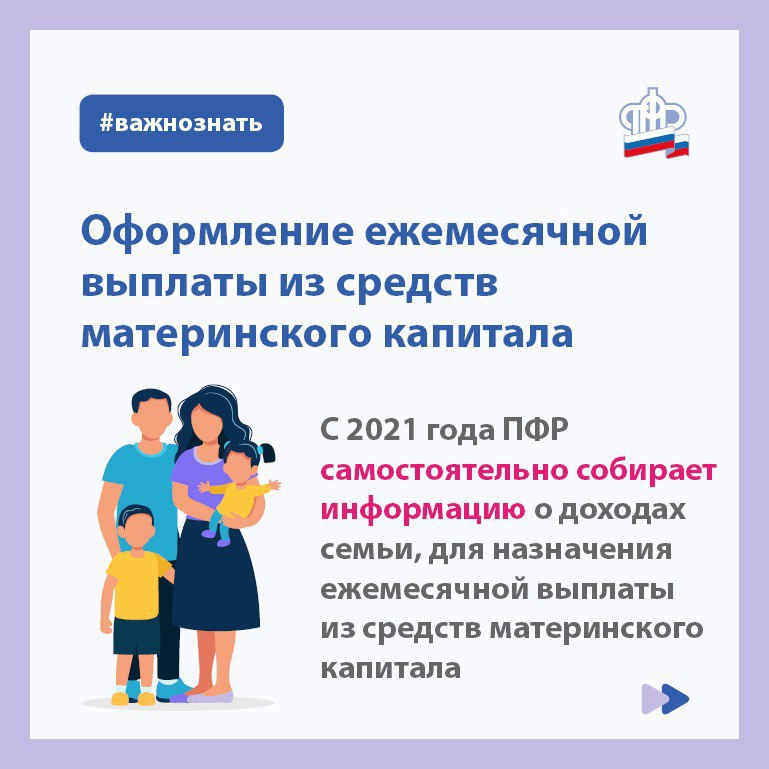 #важнознать
ПФР
Оформление ежемесячной
выплаты из средств
материнского капитала
С 2021 года ПФР
самостоятельно собирает
информацию о доходах
семьи, для назначения
ежемесячной выплаты
из средств материнского
капитала